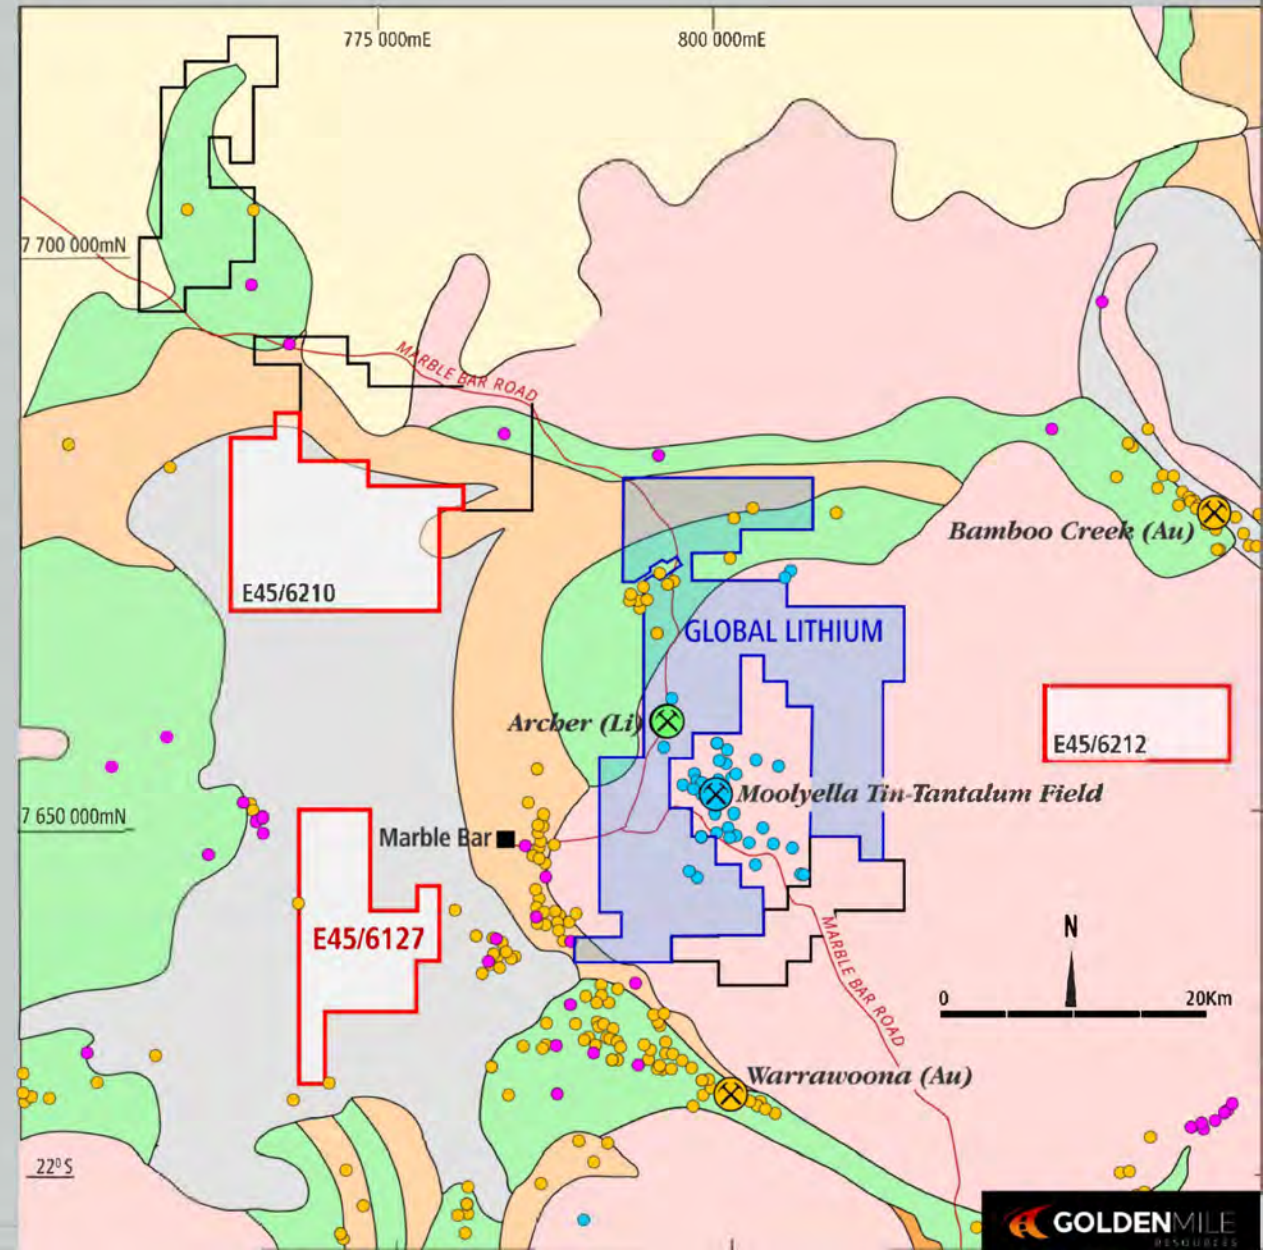 775 000mE
800 000mE
7 700 000mN
MARBLE BAR ROAD
Bamboo Creek (Au)
E45/6210
GLOBAL LITHIUM
Archer (Li)
E45/6212
Moolyella Tin-Tantalum Field
7 650 000mN
Marble Bar
E45/6127
N
MARBLE BAR ROAD
0 20Km
Warrawoona (Au)
22⁰ S
GOLDENMILE
RESOURCES